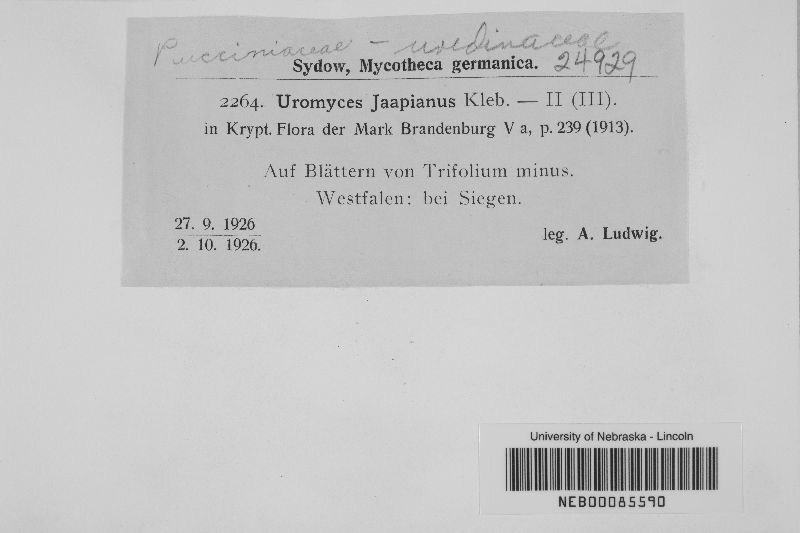 Pucciniaceae - uredinaceae
Sydow, Mycotheca germanica. 24929
2264. Uromyces Jaapianus Kleb. — II (III).
in Krypt. Flora der Mark Brandenburg V a, p. 239 (1913).
Auf Blättern von Trifolium minus.
Westfalen: bei Siegen.
27. 9. 1926
2. 10. 1926.
leg. A. Ludwig.
University of Nebraska - Lincoln
NEB00085590